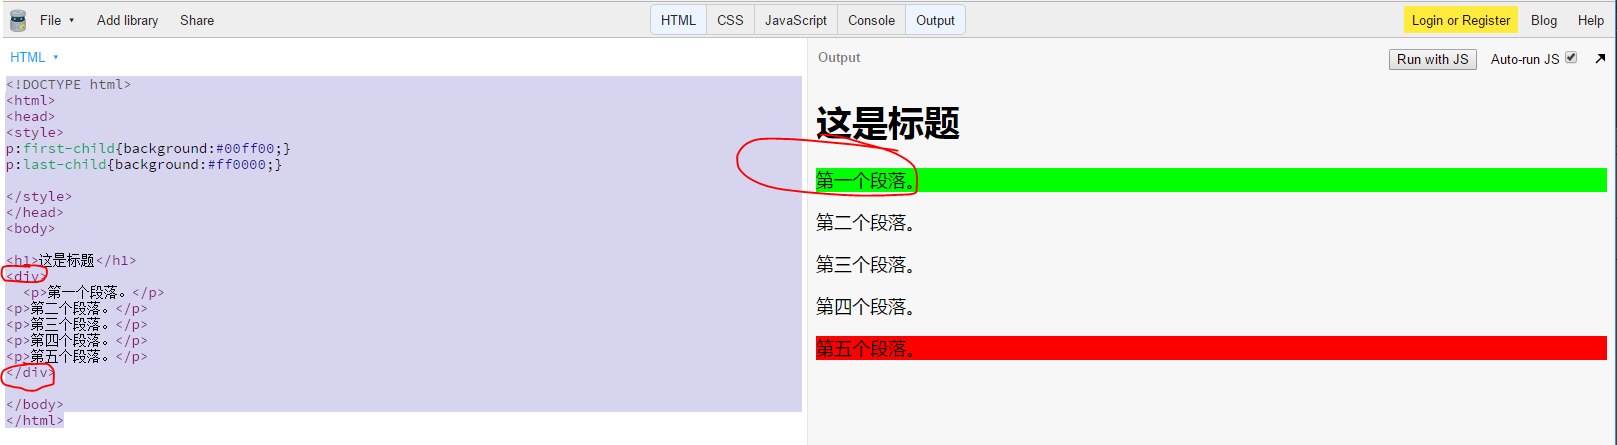 File ▾ Add library Share HTML CSS JavaScript Console Output Login or Register Blog Help
HTML ▾
<!DOCTYPE html>
<html>
<head>
<style>
p:first-child{background:#00ff00;}
p:last-child{background:#ff0000;}
</style>
</head>
<body>
<h1>这是标题</h1>
<div>
<p>第一个段落。</p>
<p>第二个段落。</p>
<p>第三个段落。</p>
<p>第四个段落。</p>
<p>第五个段落。</p>
</div>
</body>
</html>
Output Run with JS Auto-run JS
这是标题
第一个段落。
第二个段落。
第三个段落。
第四个段落。
第五个段落。